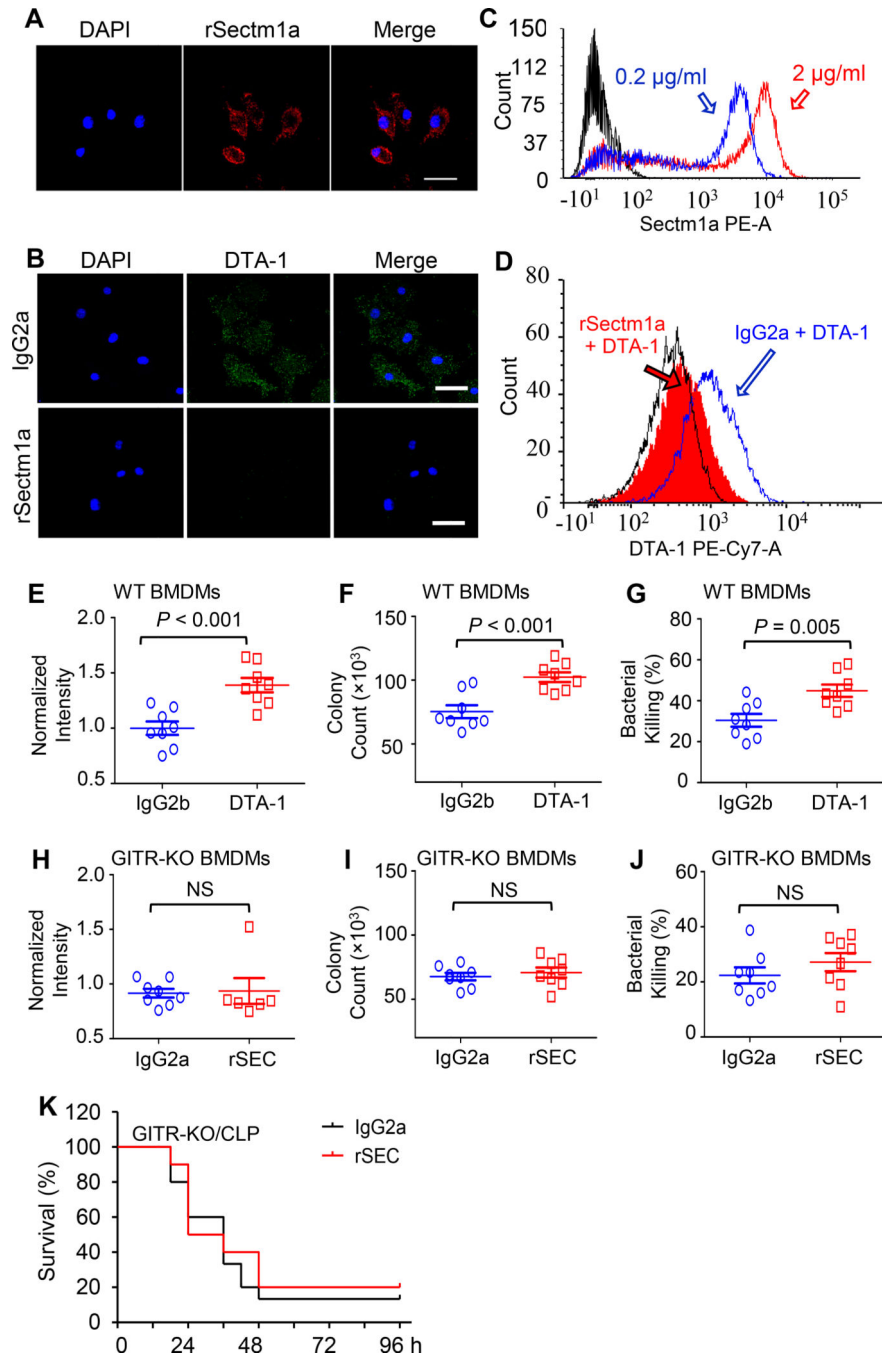 A
DAPI rSectm1a Merge
C
150
112
75
37
0
Count
0.2 µg/ml
2 µg/ml
-10¹ 10² 10³ 10⁴ 10⁵
Sectm1a PE-A
B
DAPI DTA-1 Merge
IgG2a
rSectm1a
D
80
60
40
20
0
Count
rSectm1a
+ DTA-1
IgG2a + DTA-1
-10¹ 10² 10³ 10⁴
DTA-1 PE-Cy7-A
E WT BMDMs
P < 0.001
Normalized
Intensity
2.0
1.5
1.0
0.5
IgG2b DTA-1
F WT BMDMs
P < 0.001
Colony
Count (×10³)
150
100
50
IgG2b DTA-1
G WT BMDMs
P = 0.005
Bacterial
Killing (%)
80
60
40
20
0
IgG2b DTA-1
H GITR-KO BMDMs
NS
Normalized
Intensity
2.0
1.5
1.0
0.5
IgG2a rSEC
I GITR-KO BMDMs
NS
Colony
Count (×10³)
150
100
50
IgG2a rSEC
J GITR-KO BMDMs
NS
Bacterial
Killing (%)
60
40
20
0
IgG2a rSEC
K
GITR-KO/CLP
IgG2a
rSEC
Survival (%)
120
100
80
60
40
20
0
0 24 48 72 96 h